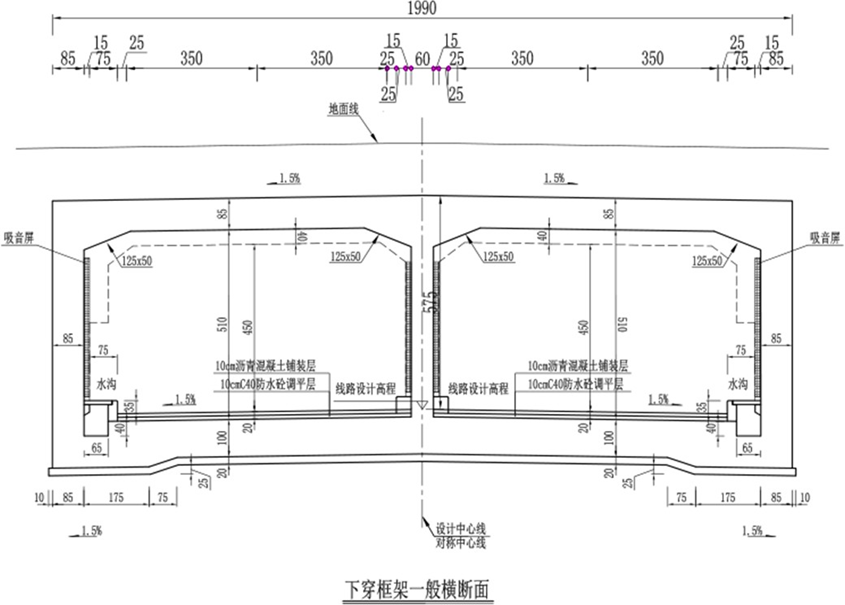 1990
15 25 15 15 25 15
85 75 350 350 25 60 25 350 350 75 85
25 25
地面线
1.5% 1.5%
85 85
吸音屏 40 40 吸音屏
125x50 125x50 125x50 125x50
575
510 450 450 510
85 75 75 85
10cm沥青混凝土铺装层 10cm沥青混凝土铺装层
水沟 10cmC40防水砼调平层 线路设计高程 线路设计高程 10cmC40防水砼调平层 水沟
1.5% 1.5%
35 35
40 20 20 40
65 100 100 65
20 20
25 25
10 85 175 75 75 175 85 10
1.5% 设计中心线 1.5%
对称中心线
下穿框架一般横断面